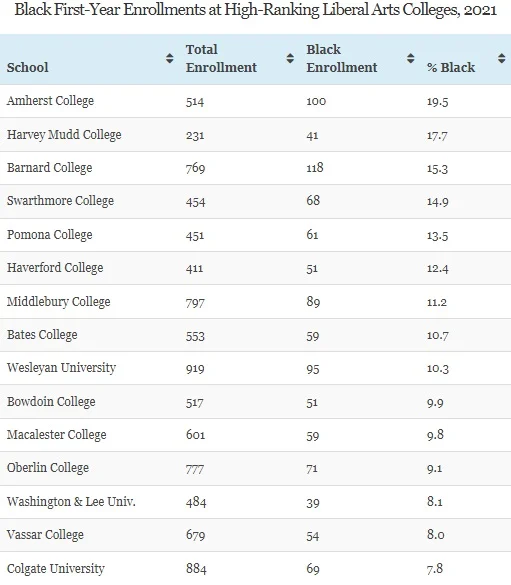 Black First-Year Enrollments at High-Ranking Liberal Arts Colleges, 2021
School Total Enrollment Black Enrollment % Black
Amherst College 514 100 19.5
Harvey Mudd College 231 41 17.7
Barnard College 769 118 15.3
Swarthmore College 454 68 14.9
Pomona College 451 61 13.5
Haverford College 411 51 12.4
Middlebury College 797 89 11.2
Bates College 553 59 10.7
Wesleyan University 919 95 10.3
Bowdoin College 517 51 9.9
Macalester College 601 59 9.8
Oberlin College 777 71 9.1
Washington & Lee Univ. 484 39 8.1
Vassar College 679 54 8.0
Colgate University 884 69 7.8